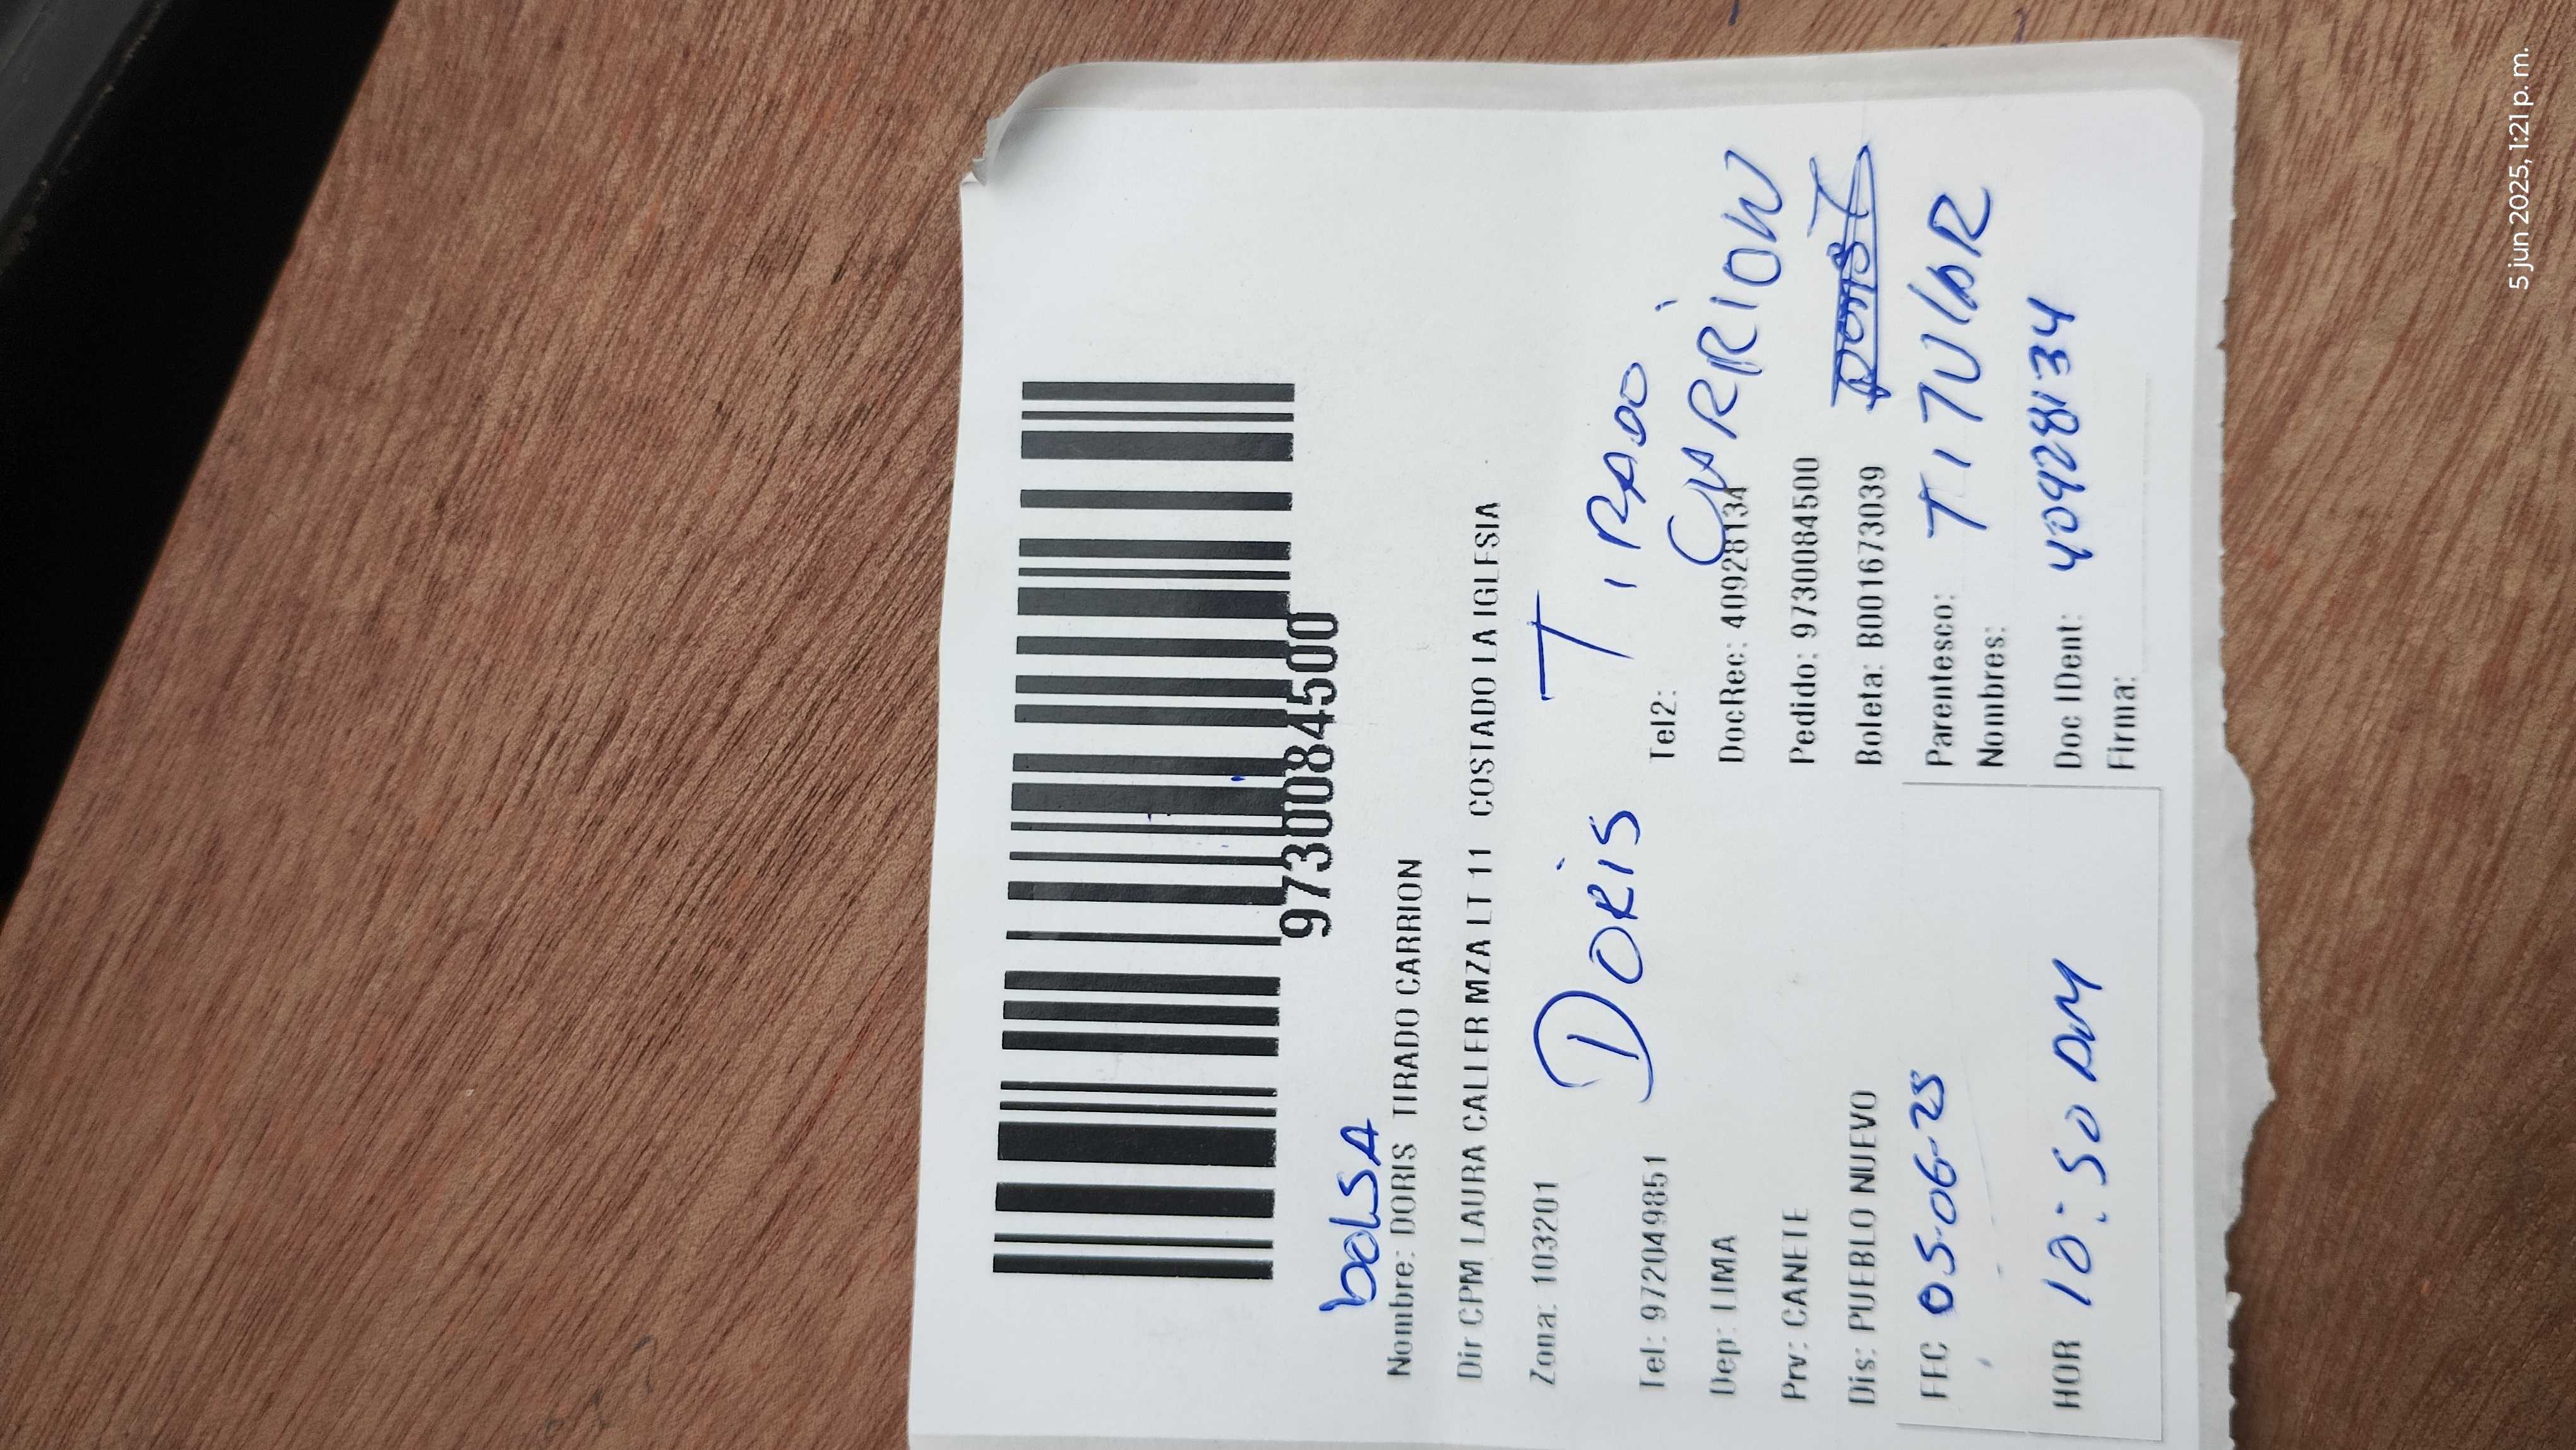 9730084500
bolSA
Nombre: DORIS TIRADO CARRION
Dir CPM LAURA CALLER MZA LT 11 COSTADO LA IGLESIA
Zona: 103201
DORIS TIRADO
CARRION
Tel: 972049851 Tel2:
Dep: LIMA DocRec: 40928134
Prv: CANETE Pedido: 9730084500
Dis: PUEBLO NUEVO Boleta: B001673039
FEC 05-06-25 Parentesco: TITULAR
Nombres:
HOR 10:50 AM Doc IDent: 40928134
Firma:
5 jun 2025, 1:21 p. m.